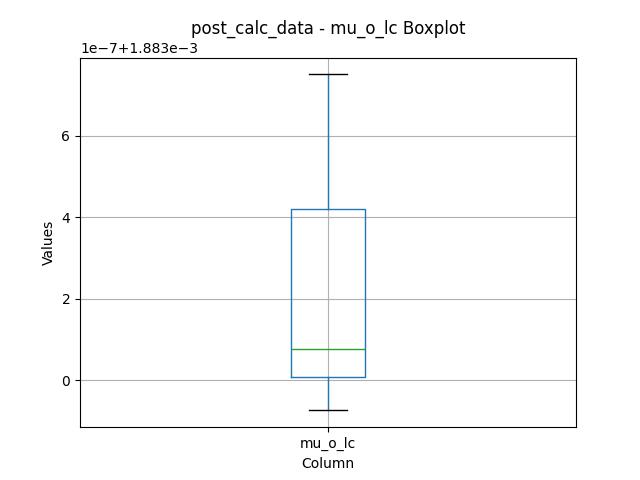 post_calc_data - mu_o_lc Boxplot
1e−7+1.883e−3
6
4
2
0
Values
mu_o_lc
Column